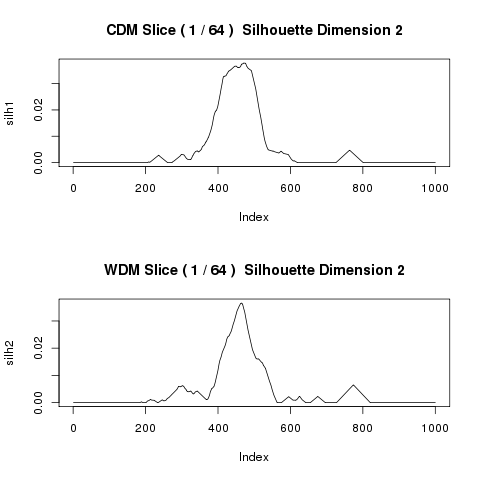 CDM Slice ( 1 / 64 )  Silhouette Dimension 2
silh1
0.02
0.00
0 200 400 600 800 1000
Index
WDM Slice ( 1 / 64 )  Silhouette Dimension 2
silh2
0.02
0.00
0 200 400 600 800 1000
Index